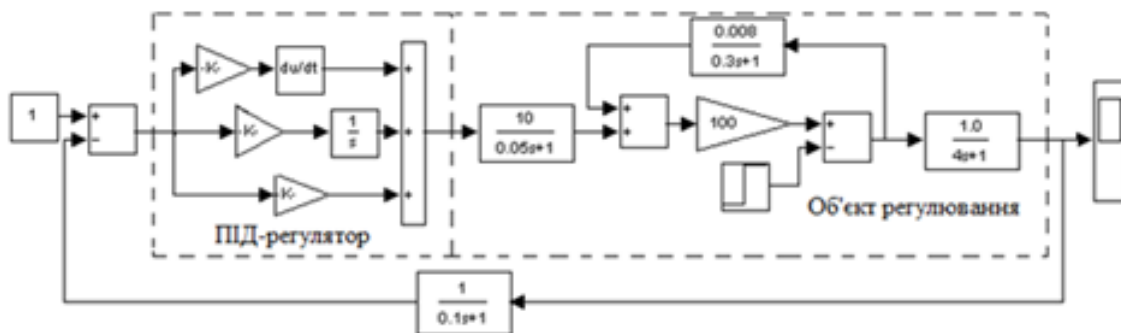 0.008
0.3s+1
-K-
du/dt
+
1
+
−
-K-
1
s
+
10
0.05s+1
+
+
100
+
−
1.0
4s+1
-K-
+
ПІД-регулятор
Об'єкт регулювання
1
0.1s+1